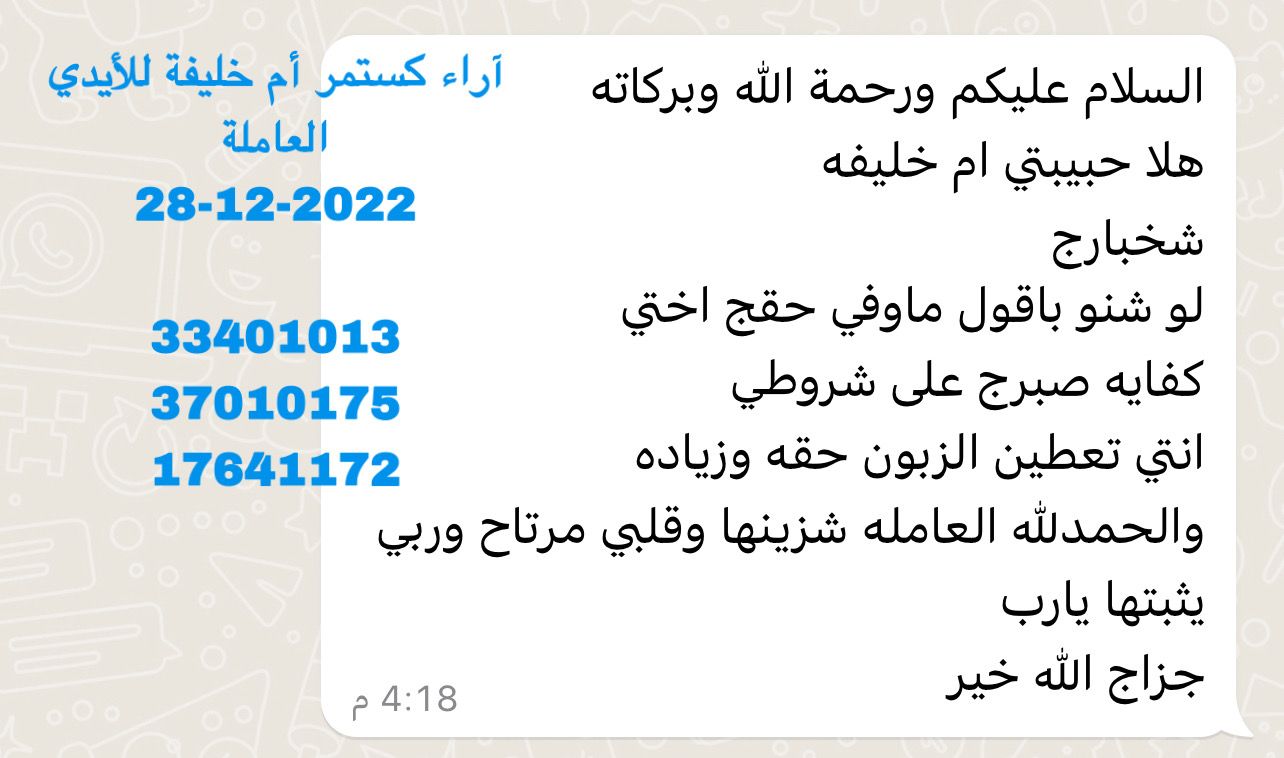 آراء كستمر أم خليفة للأيدي
العاملة
28-12-2022
33401013
37010175
17641172
السلام عليكم ورحمة الله وبركاته
هلا حبيبتي ام خليفه
شخبارج
لو شنو باقول ماوفي حقج اختي
كفايه صبرج على شروطي
انتي تعطين الزبون حقه وزياده
والحمدلله العامله شزينها وقلبي مرتاح وربي
يثبتها يارب
جزاج الله خير
4:18 م